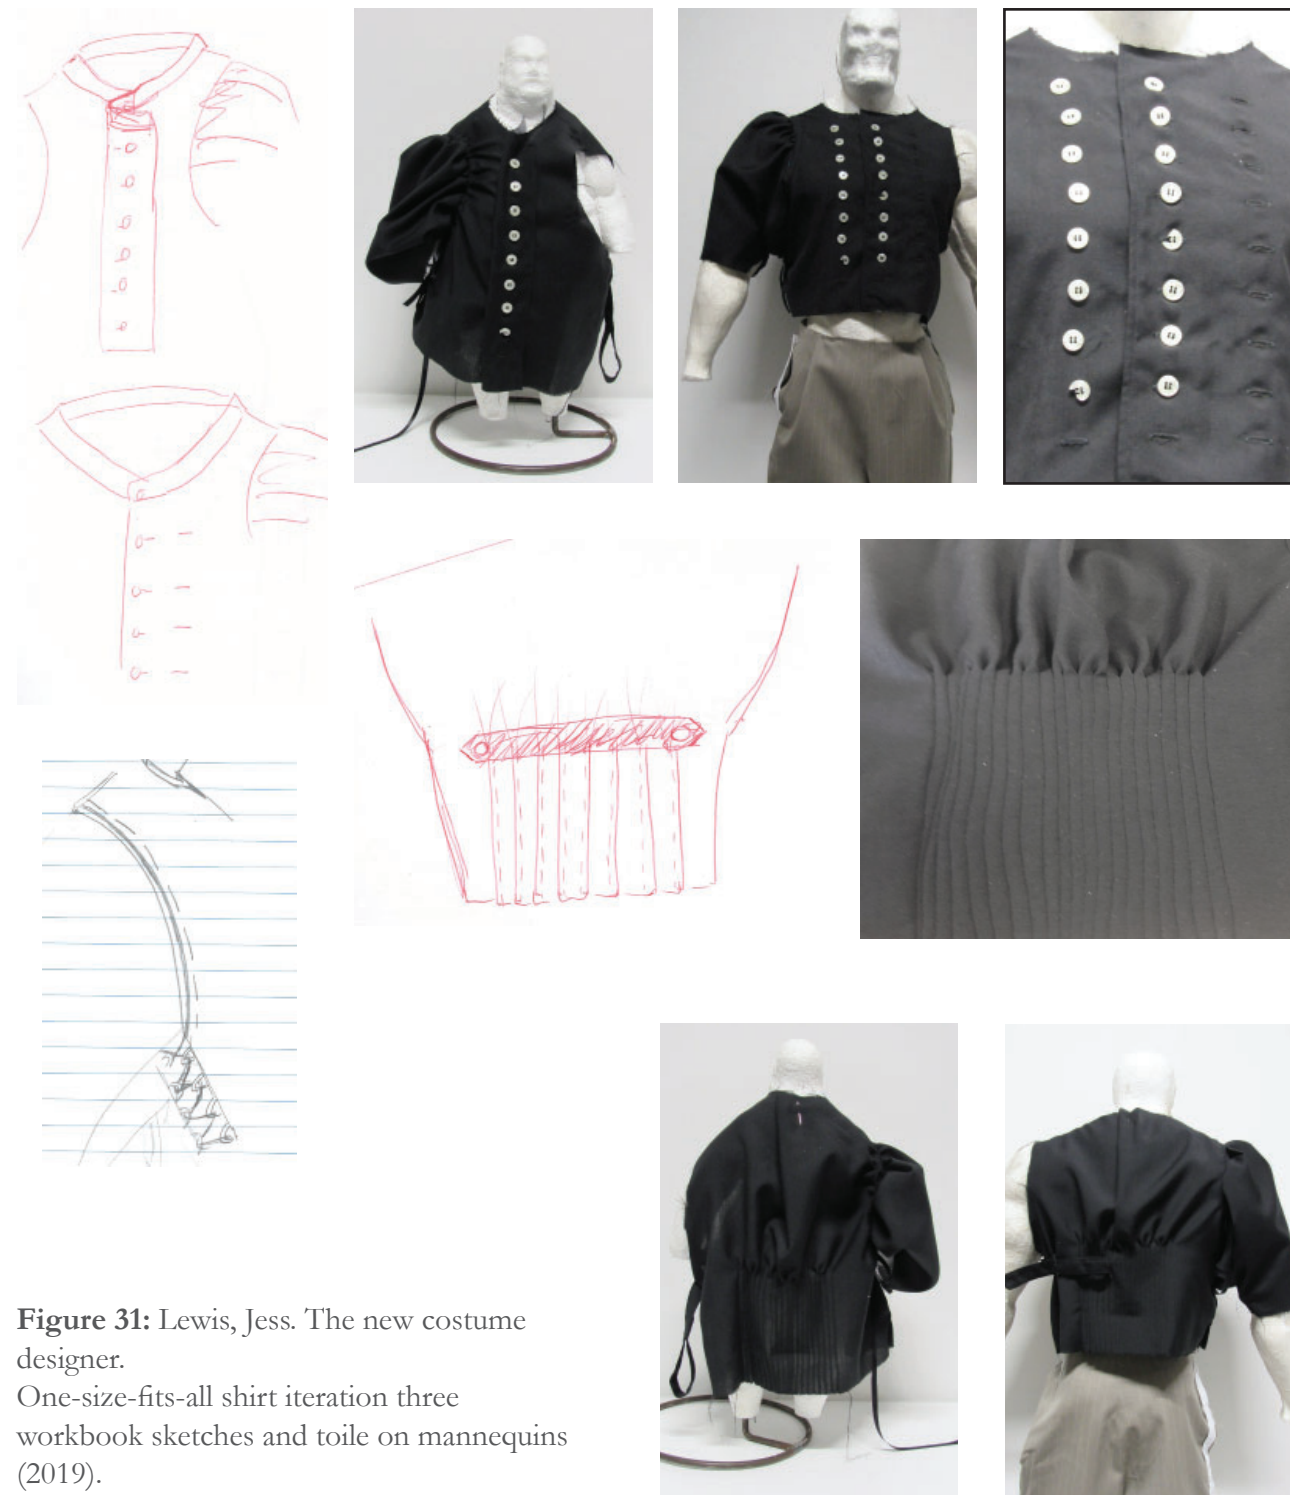 Figure 31: Lewis, Jess. The new costume
designer.
One-size-fits-all shirt iteration three
workbook sketches and toile on mannequins
(2019).